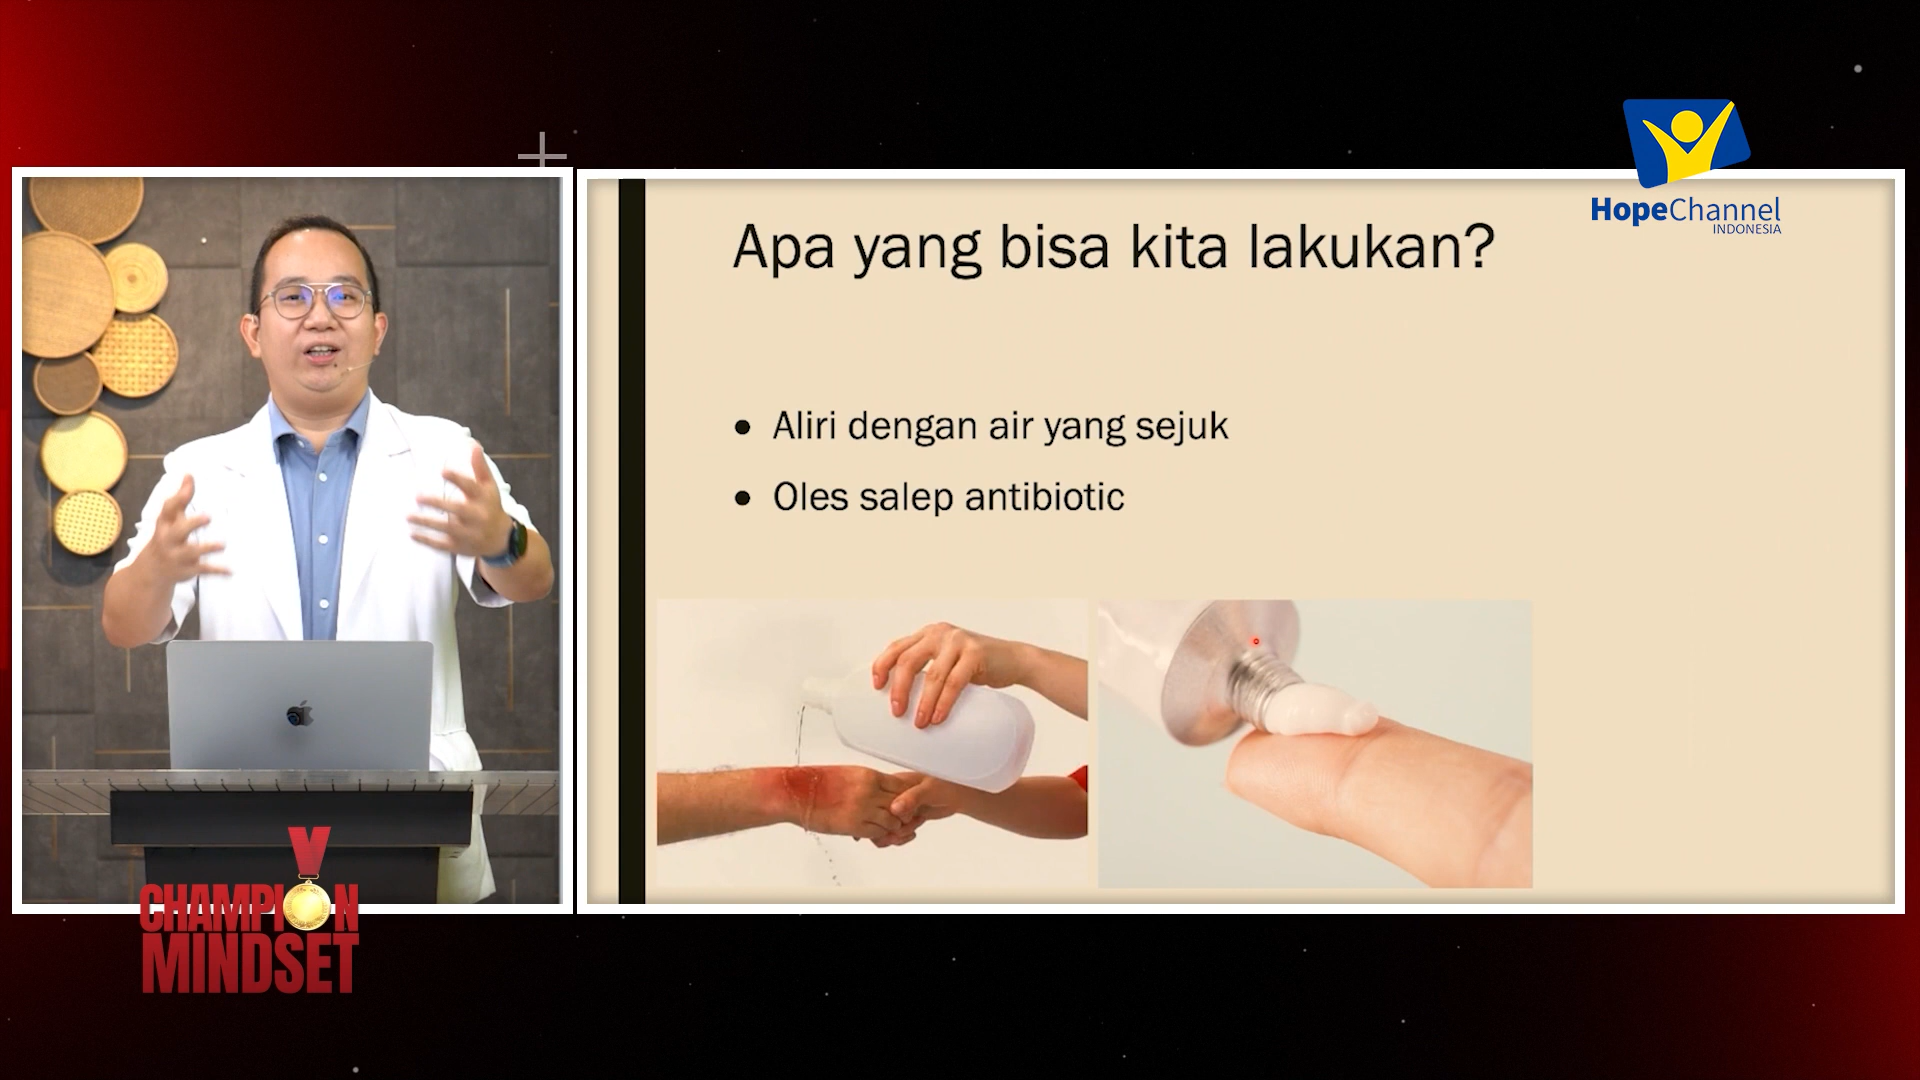 HopeChannel
INDONESIA
Apa yang bisa kita lakukan?
• Aliri dengan air yang sejuk
• Oles salep antibiotic
CHAMPION
MINDSET